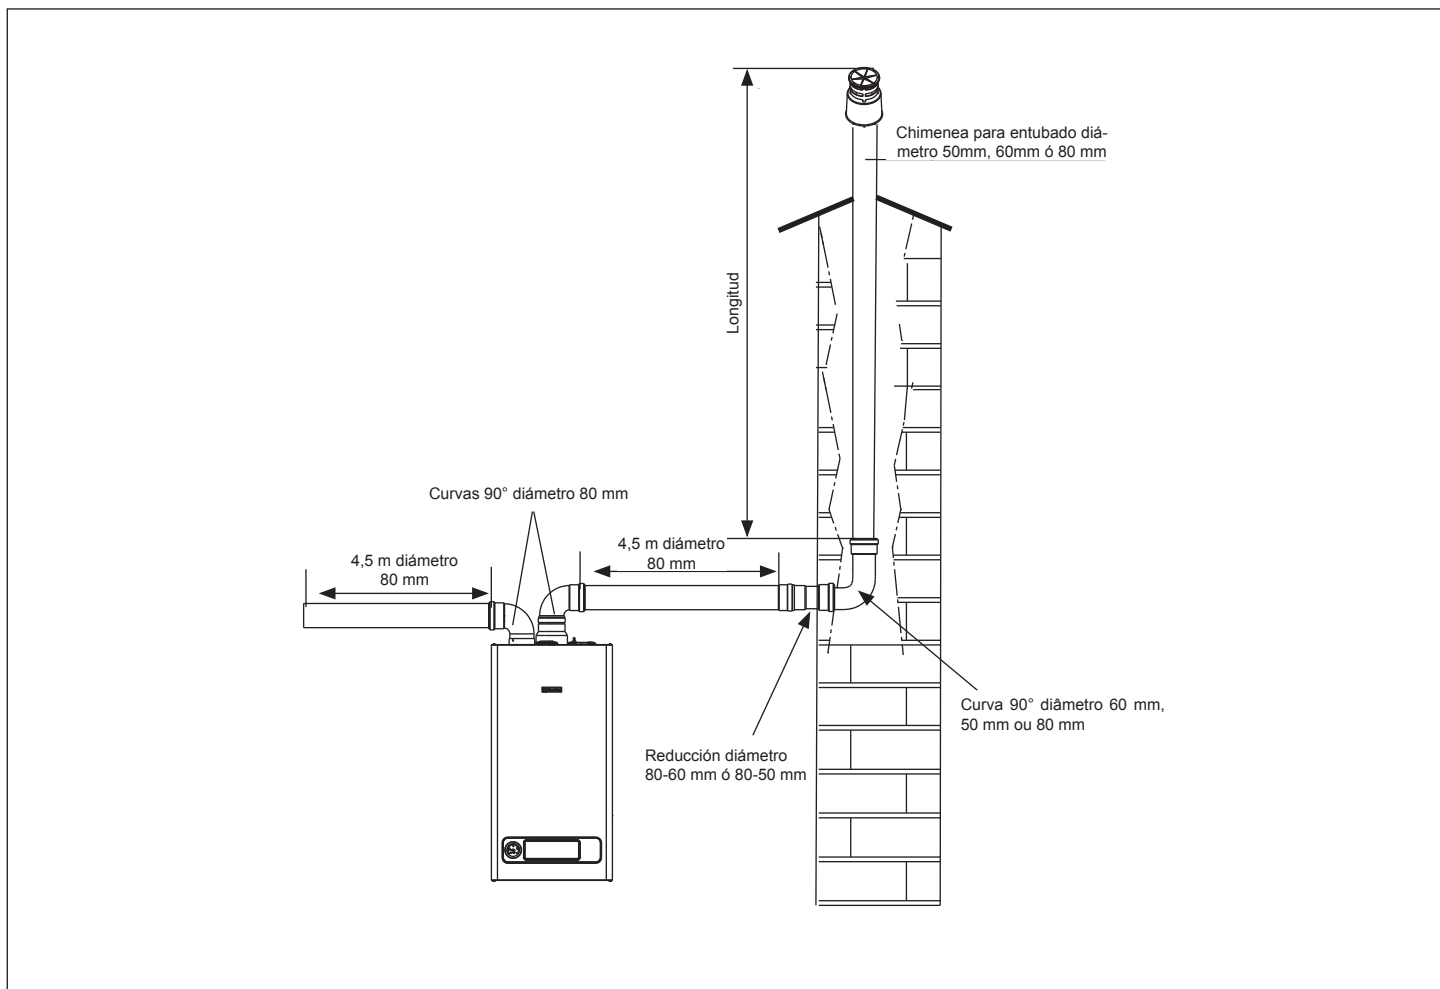 Chimenea para entubado diá-
metro 50mm, 60mm ó 80 mm
Longitud
Curvas 90° diámetro 80 mm
4,5 m diámetro
80 mm
4,5 m diámetro
80 mm
Curva 90° diâmetro 60 mm,
50 mm ou 80 mm
Reducción diámetro
80-60 mm ó 80-50 mm